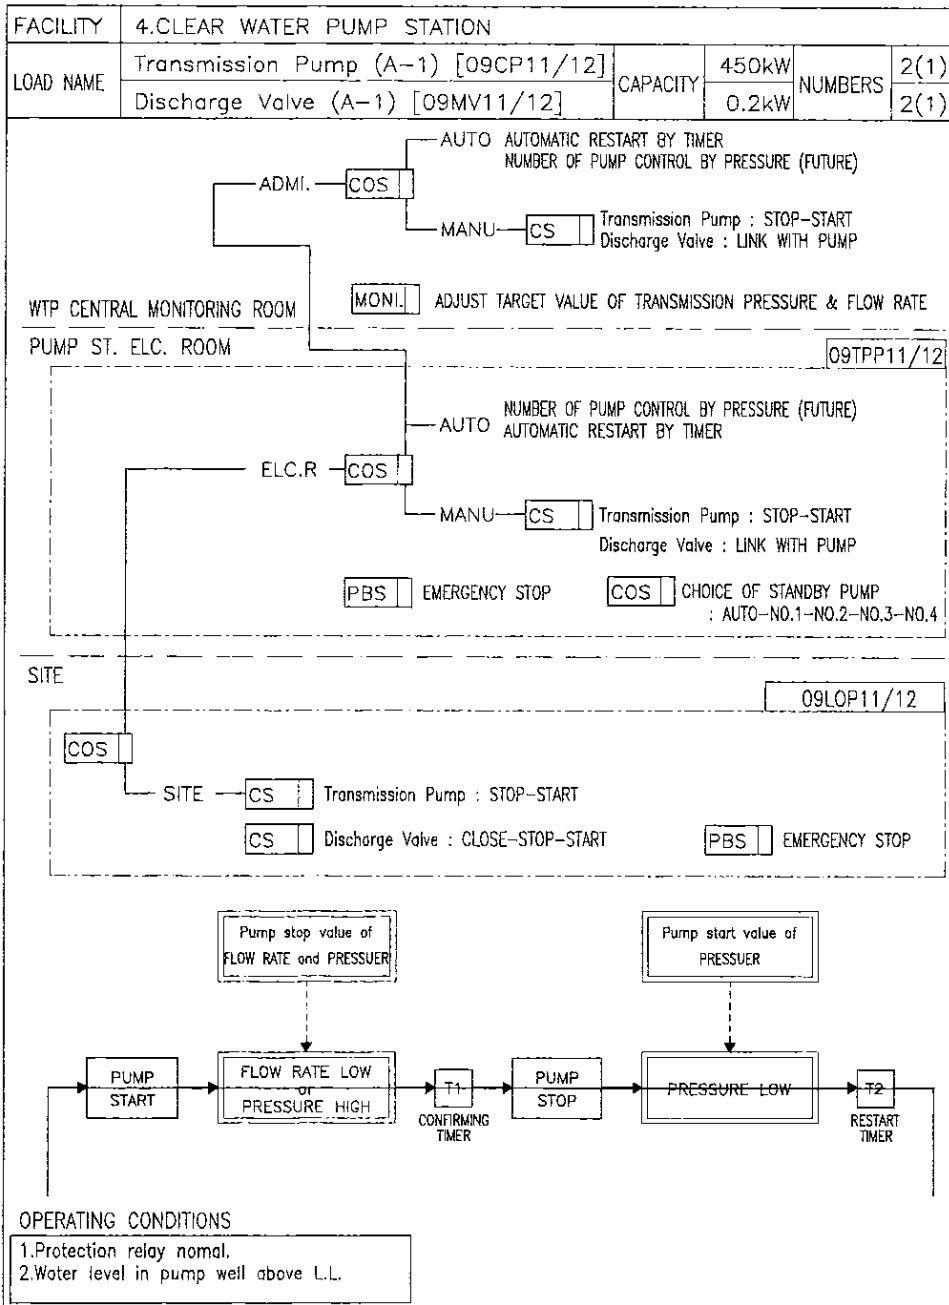 FACILITY 4.CLEAR WATER PUMP STATION
LOAD NAME
Transmission Pump (A-1) [09CP11/12]
Discharge Valve (A-1) [09MV11/12]
CAPACITY
450kW
0.2kW
NUMBERS
2(1)
2(1)
AUTO AUTOMATIC RESTART BY TIMER
NUMBER OF PUMP CONTROL BY PRESSURE (FUTURE)
ADMI. COS
MANU CS Transmission Pump : STOP-START
Discharge Valve : LINK WITH PUMP
MONI. ADJUST TARGET VALUE OF TRANSMISSION PRESSURE & FLOW RATE
WTP CENTRAL MONITORING ROOM
PUMP ST. ELC. ROOM
09TPP11/12
NUMBER OF PUMP CONTROL BY PRESSURE (FUTURE)
AUTO AUTOMATIC RESTART BY TIMER
ELC.R COS
MANU CS Transmission Pump : STOP-START
Discharge Valve : LINK WITH PUMP
PBS EMERGENCY STOP
COS CHOICE OF STANDBY PUMP
: AUTO-NO.1-NO.2-NO.3-NO.4
SITE
09LOP11/12
COS
SITE CS Transmission Pump : STOP-START
CS Discharge Valve : CLOSE-STOP-START
PBS EMERGENCY STOP
Pump stop value of
FLOW RATE and PRESSUER
Pump start value of
PRESSUER
PUMP
START
FLOW RATE LOW
or
PRESSURE HIGH
T1
CONFIRMING
TIMER
PUMP
STOP
PRESSURE LOW
T2
RESTART
TIMER
OPERATING CONDITIONS
1.Protection relay nomal.
2.Water level in pump well above L.L.